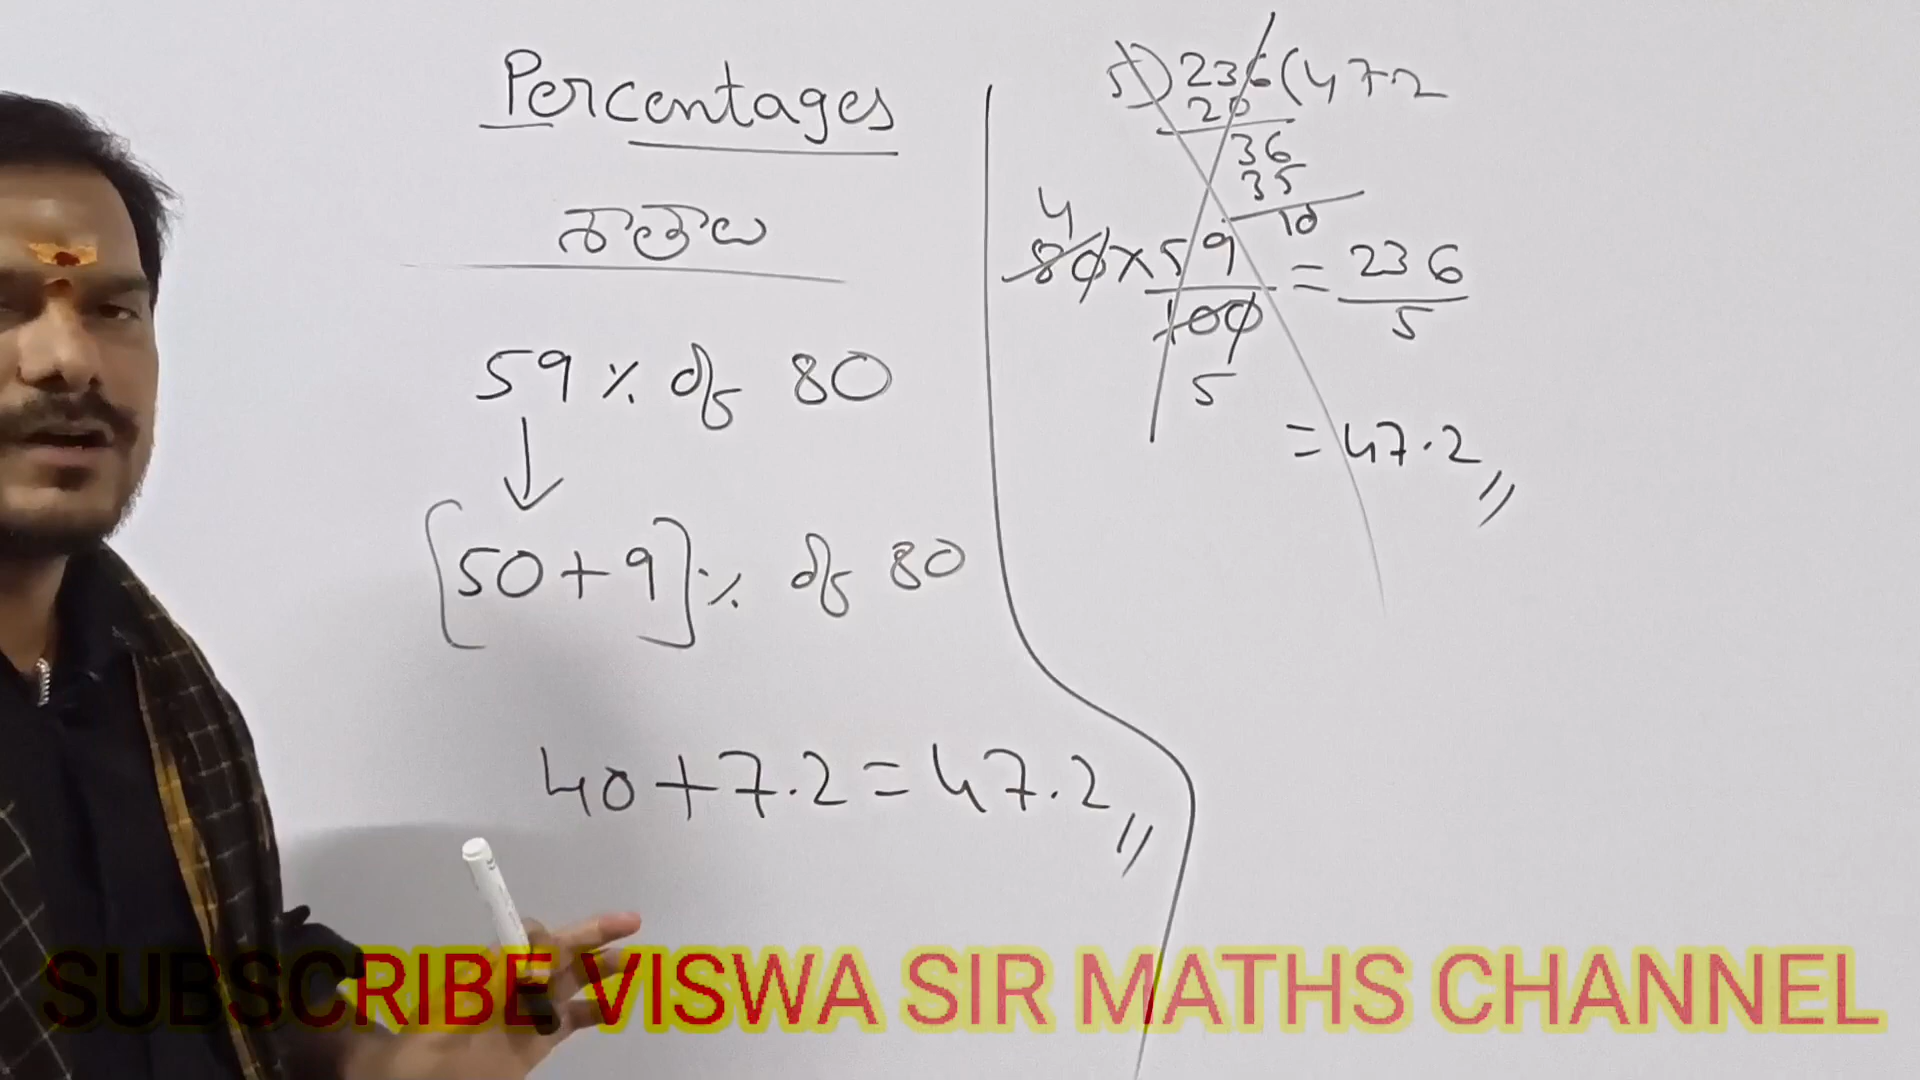 Percentages
శాతాలు
59 % of 80
↓
[50+9] % of 80
40+7.2=47.2 //
5)236(47.2
20
36
35
10
4
80×59/100 = 236/5
5
=47.2 //
SUBSCRIBE VISWA SIR MATHS CHANNEL